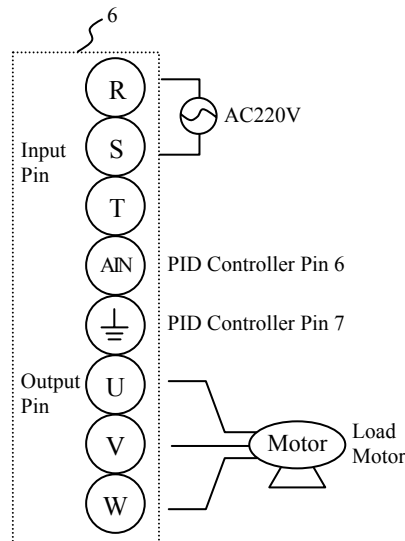 6
R
AC220V
Input
Pin
S
T
AIN
PID Controller Pin 6
PID Controller Pin 7
Output
Pin
U
V
Motor
Load
Motor
W